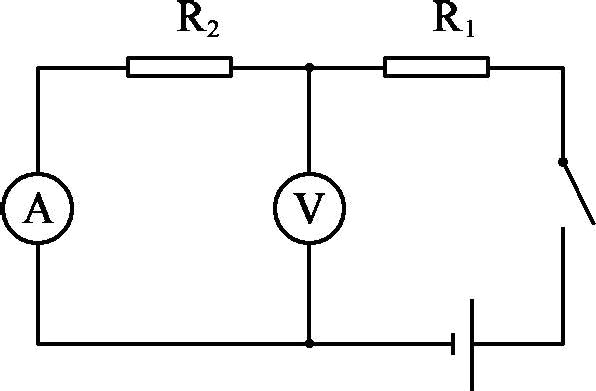 R₂ R₁
A V